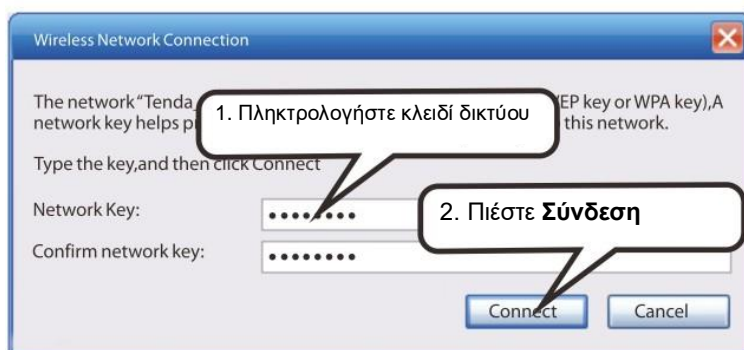 Wireless Network Connection
The network “Tenda_ EP key or WPA key),A
network key helps p this network.
1. Πληκτρολογήστε κλειδί δικτύου
Type the key,and then click Connect
Network Key:
2. Πιέστε Σύνδεση
Confirm network key:
Connect Cancel